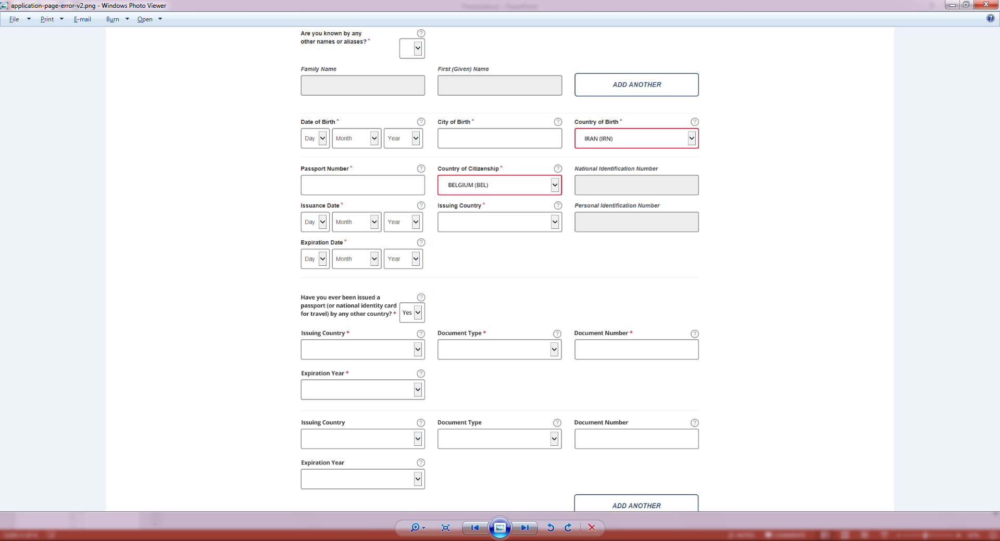 application-page-error-v2.png - Windows Photo Viewer
File Print E-mail Burn Open
Are you known by any
other names or aliases? *
Family Name First (Given) Name
ADD ANOTHER
Date of Birth * City of Birth * Country of Birth *
Day Month Year IRAN (IRN)
Passport Number * Country of Citizenship * National Identification Number
BELGIUM (BEL)
Issuance Date * Issuing Country * Personal Identification Number
Day Month Year
Expiration Date *
Day Month Year
Have you ever been issued a
passport (or national identity card
for travel) by any other country? * Yes
Issuing Country * Document Type * Document Number *
Expiration Year *
Issuing Country Document Type Document Number
Expiration Year
ADD ANOTHER